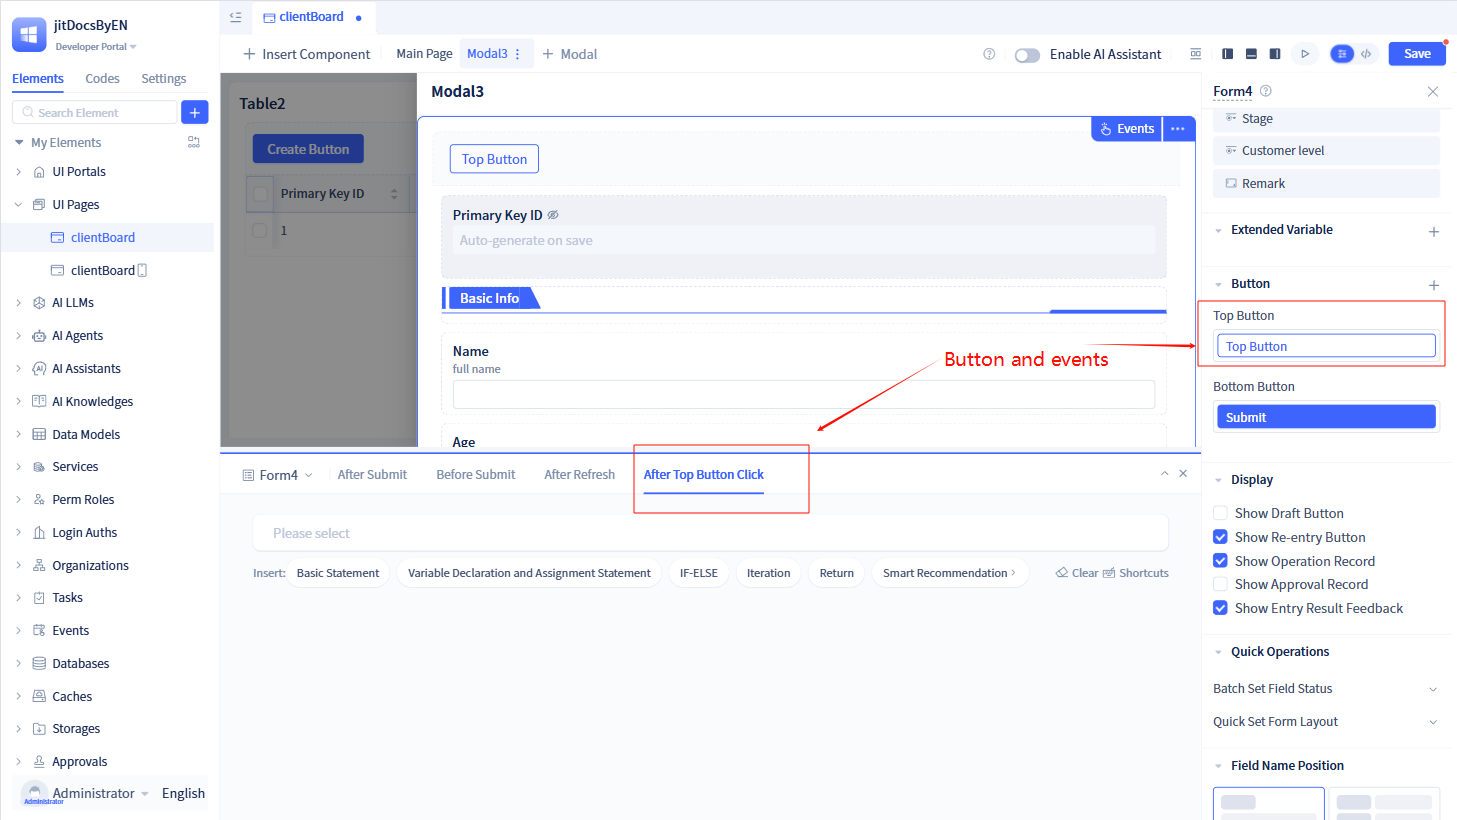 jitDocsByEN
Developer Portal
Elements
Codes
Settings
Search Element
My Elements
UI Portals
UI Pages
clientBoard
clientBoard
AI LLMs
AI Agents
AI Assistants
AI Knowledges
Data Models
Services
Perm Roles
Login Auths
Organizations
Tasks
Events
Databases
Caches
Storages
Approvals
Administrator
Administrator
English
clientBoard
Insert Component
Main Page
Modal3
Modal
Enable AI Assistant
Save
Table2
Create Button
Primary Key ID
1
Modal3
Events
Top Button
Primary Key ID
Auto-generate on save
Basic Info
Name
full name
Age
Button and events
Form4
After Submit
Before Submit
After Refresh
After Top Button Click
Please select
Insert:
Basic Statement
Variable Declaration and Assignment Statement
IF-ELSE
Iteration
Return
Smart Recommendation
Clear
Shortcuts
Form4
Stage
Customer level
Remark
Extended Variable
Button
Top Button
Top Button
Bottom Button
Submit
Display
Show Draft Button
Show Re-entry Button
Show Operation Record
Show Approval Record
Show Entry Result Feedback
Quick Operations
Batch Set Field Status
Quick Set Form Layout
Field Name Position